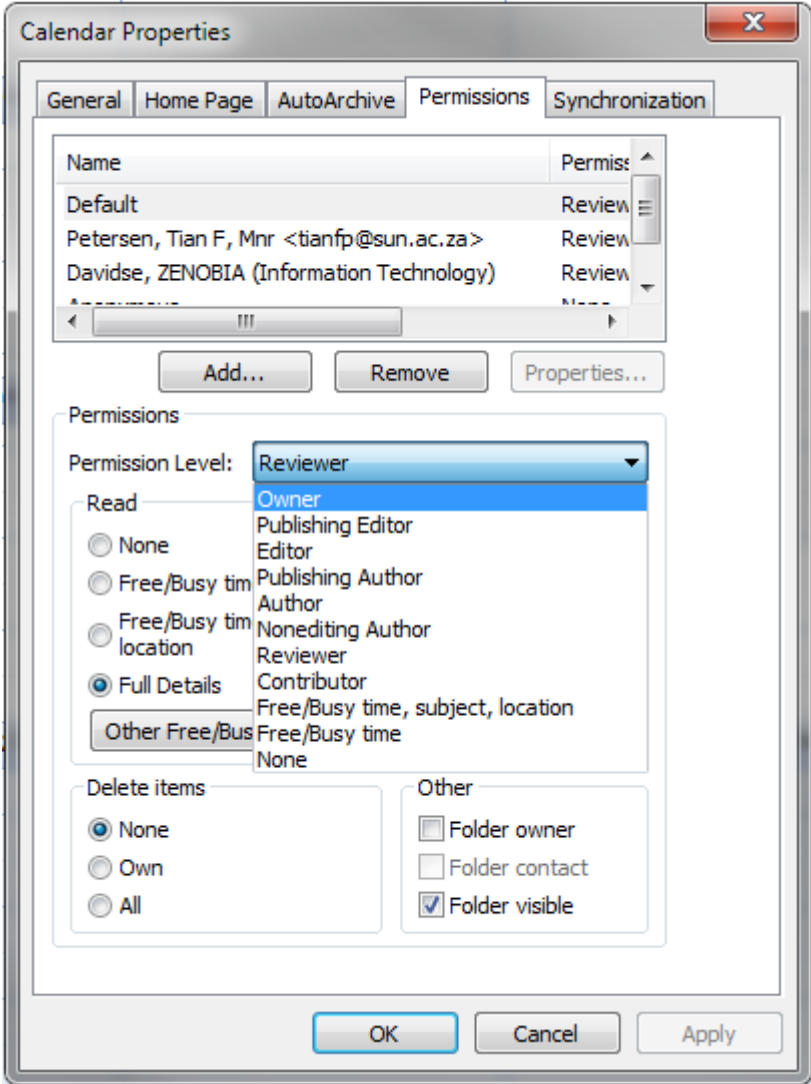 Calendar Properties
General Home Page AutoArchive Permissions Synchronization
Name Permiss
Default Review
Petersen, Tian F, Mnr <tianfp@sun.ac.za> Review
Davidse, ZENOBIA (Information Technology) Review
Add... Remove Properties...
Permissions
Permission Level: Reviewer
Read
None
Free/Busy tim
Free/Busy tim
location
Full Details
Other Free/Bus
Owner
Publishing Editor
Editor
Publishing Author
Author
Nonediting Author
Reviewer
Contributor
Free/Busy time, subject, location
Free/Busy time
None
Delete items
None
Own
All
Other
Folder owner
Folder contact
Folder visible
OK Cancel Apply